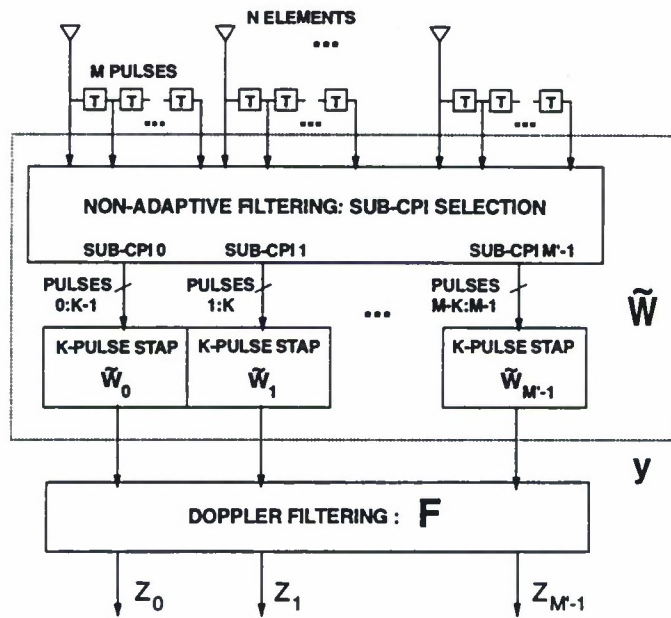 N ELEMENTS
...
M PULSES
T T T T T T T T T
... ... ...
NON-ADAPTIVE FILTERING: SUB-CPI SELECTION
SUB-CPI 0 SUB-CPI 1 SUB-CPI M'-1
PULSES PULSES PULSES
0:K-1 1:K M-K:M-1
...
W̃
K-PULSE STAP K-PULSE STAP K-PULSE STAP
W̃0 W̃1 W̃M'-1
y
DOPPLER FILTERING : F
Z0 Z1 ZM'-1